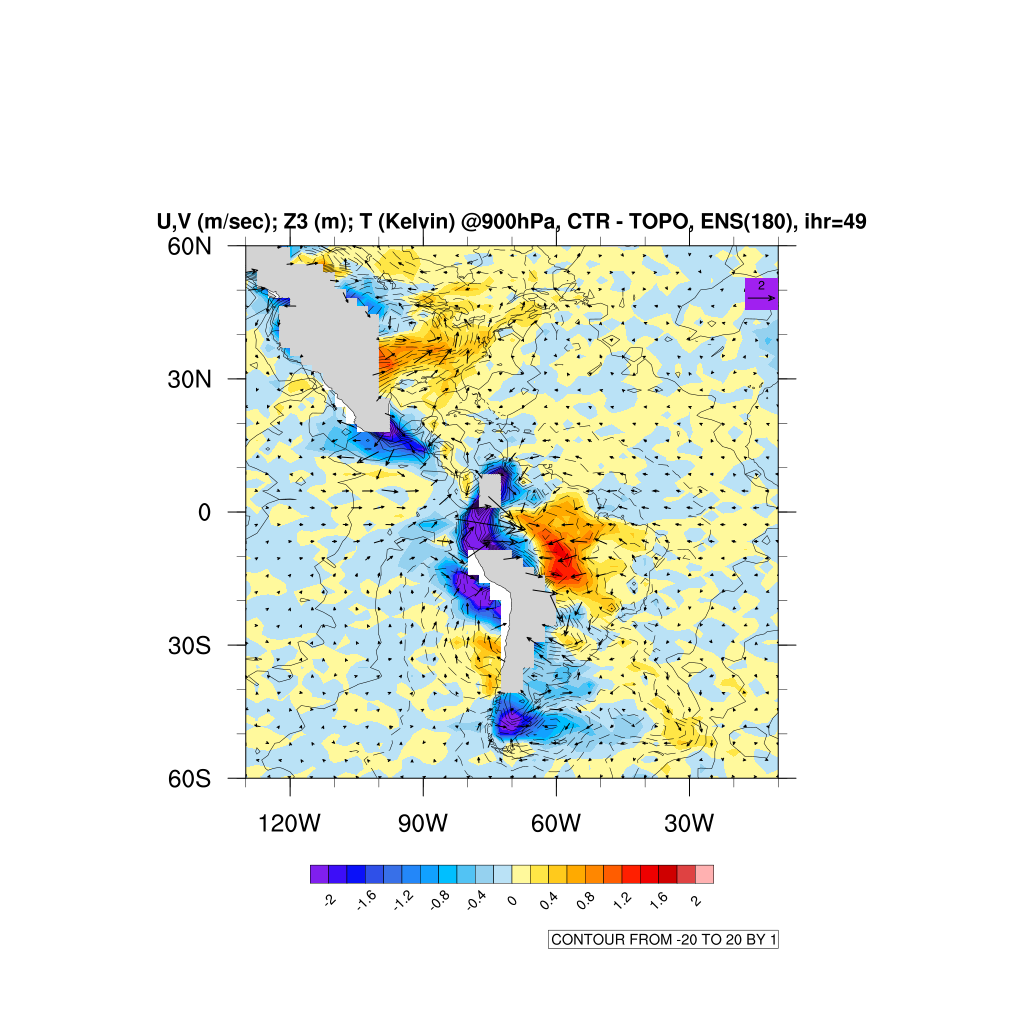 U,V (m/sec); Z3 (m); T (Kelvin) @900hPa, CTR - TOPO, ENS(180), ihr=49
60N
2
30N
0
30S
60S
120W 90W 60W 30W
-2 -1.6 -1.2 -0.8 -0.4 0 0.4 0.8 1.2 1.6 2
CONTOUR FROM -20 TO 20 BY 1